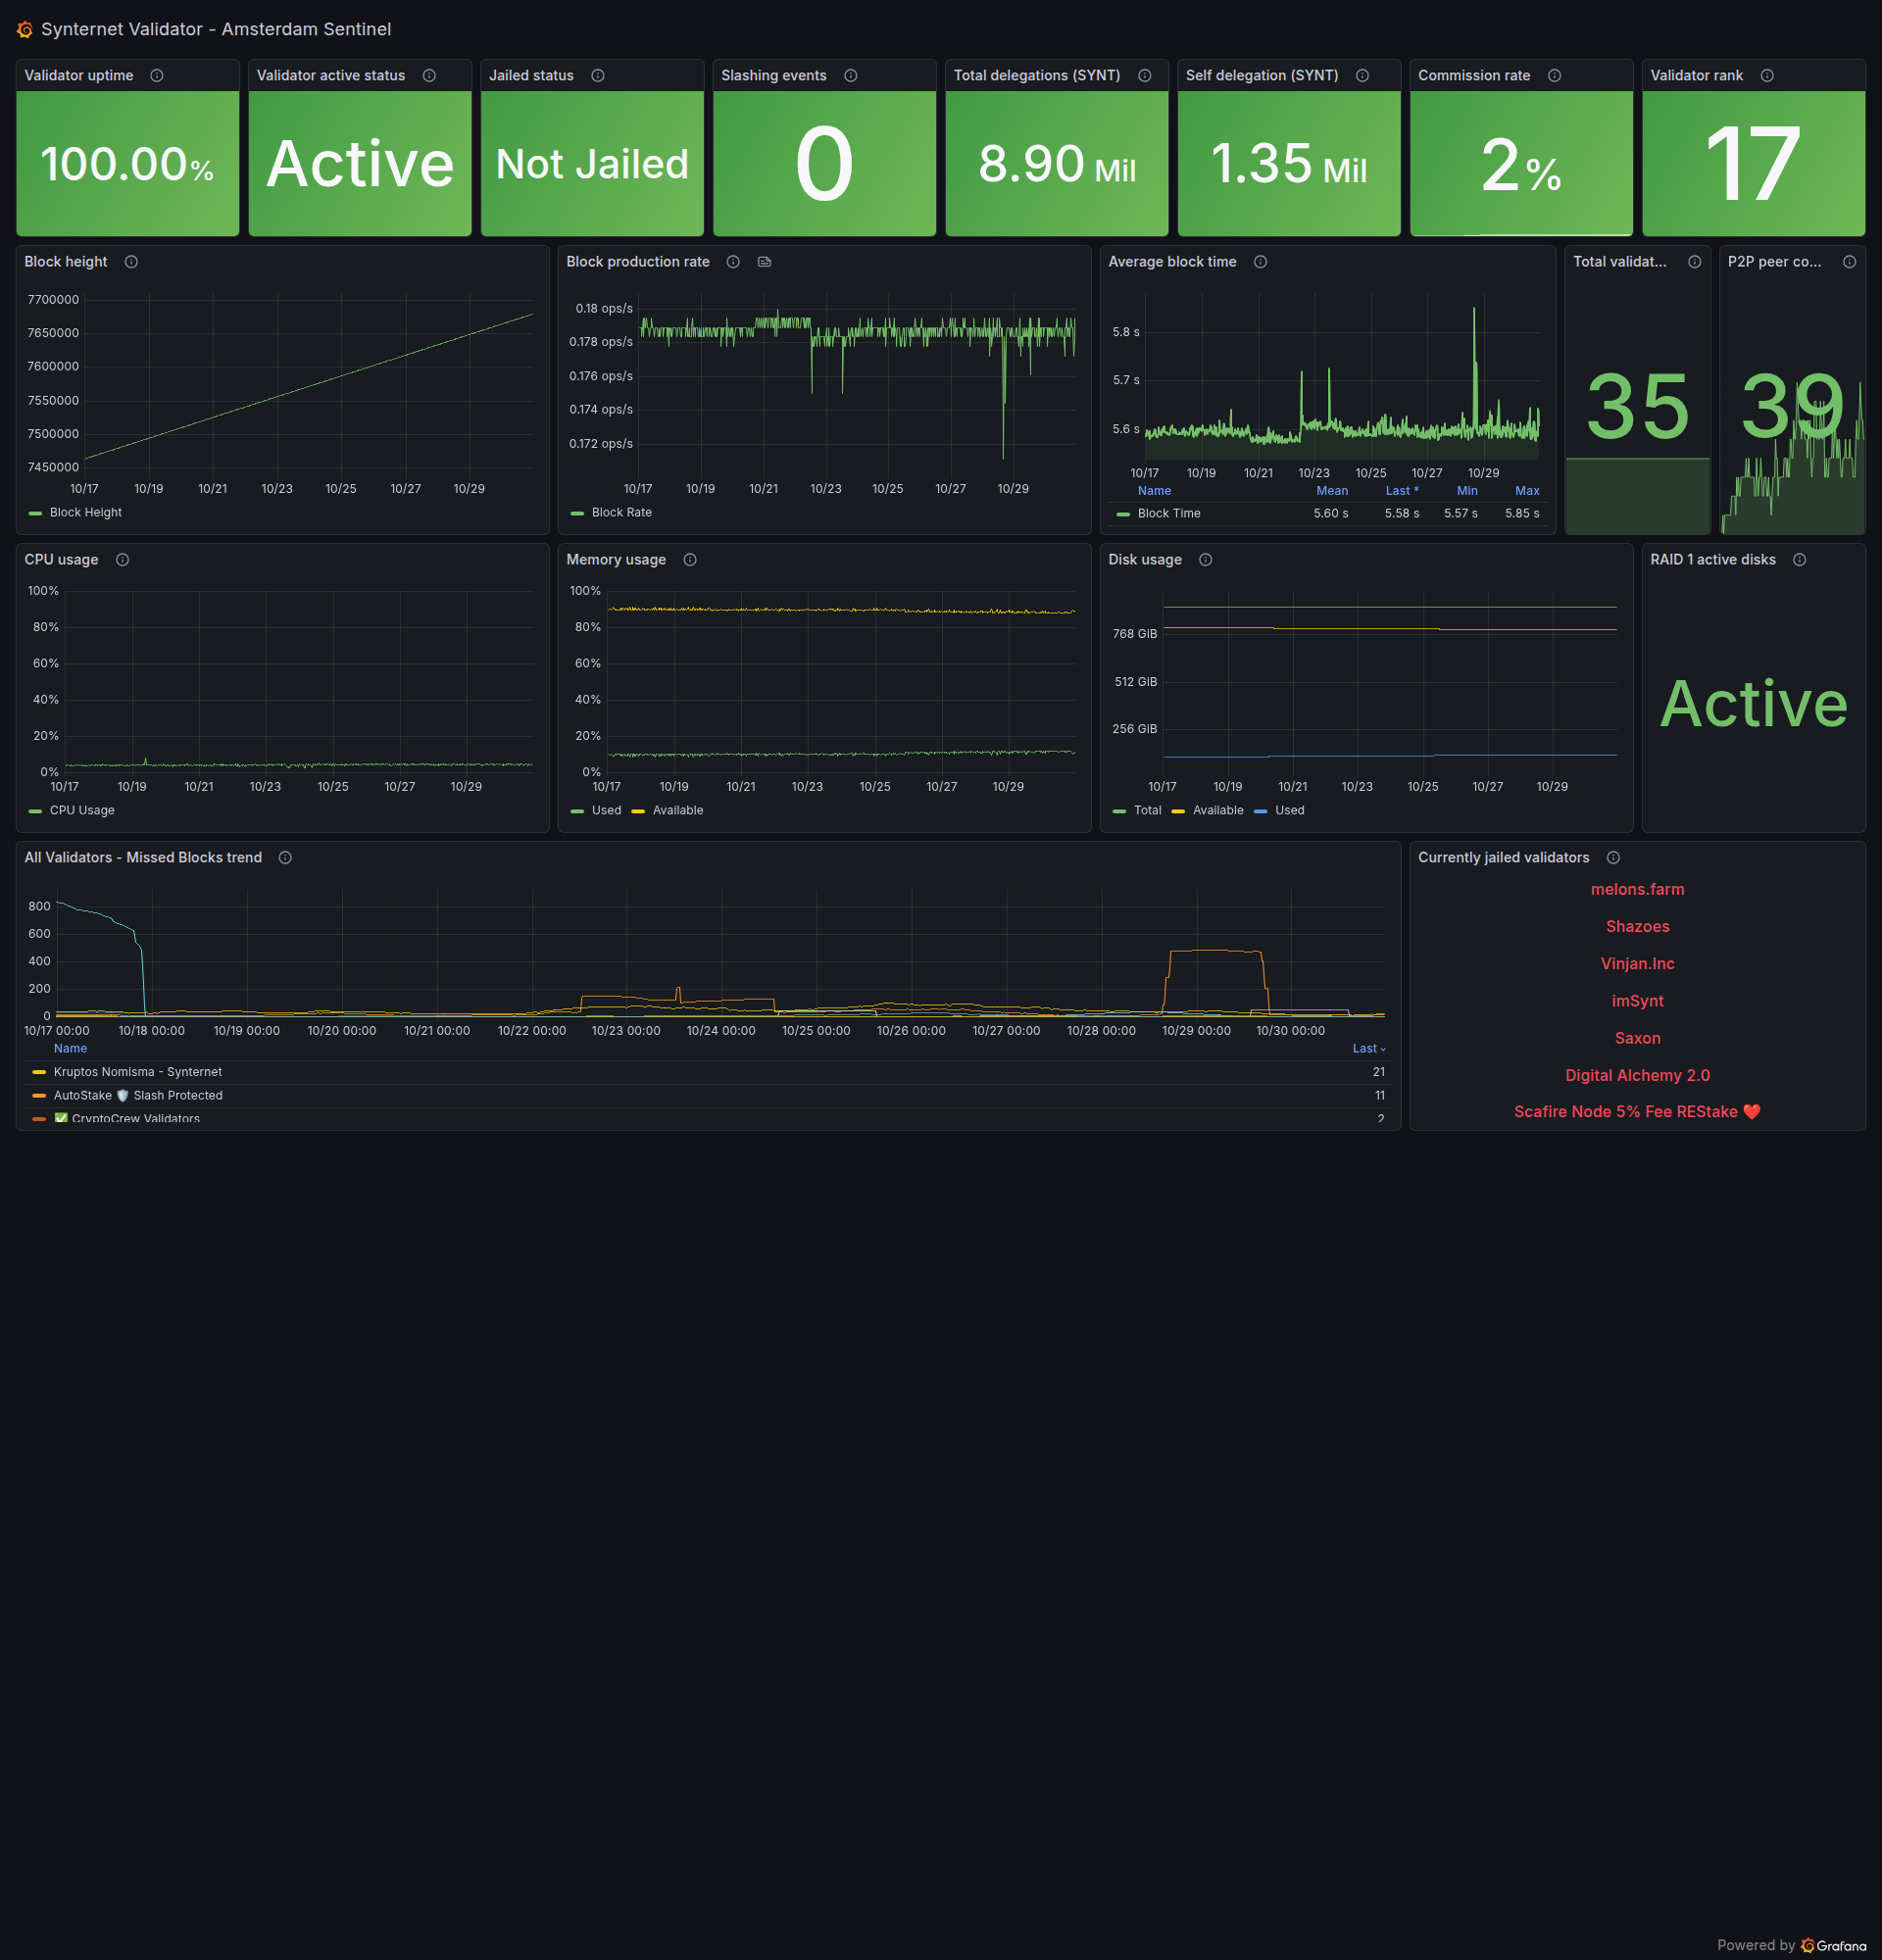 Synternet Validator - Amsterdam Sentinel
Validator uptime
100.00%
Validator active status
Active
Jailed status
Not Jailed
Slashing events
0
Total delegations (SYNT)
8.90 Mil
Self delegation (SYNT)
1.35 Mil
Commission rate
2%
Validator rank
17
Block height
7700000
7650000
7600000
7550000
7500000
7450000
10/17 10/19 10/21 10/23 10/25 10/27 10/29
Block Height
Block production rate
0.18 ops/s
0.178 ops/s
0.176 ops/s
0.174 ops/s
0.172 ops/s
10/17 10/19 10/21 10/23 10/25 10/27 10/29
Block Rate
Average block time
5.8 s
5.7 s
5.6 s
10/17 10/19 10/21 10/23 10/25 10/27 10/29
Name Mean Last * Min Max
Block Time 5.60 s 5.58 s 5.57 s 5.85 s
Total validat...
35
P2P peer co...
39
CPU usage
100%
80%
60%
40%
20%
0%
10/17 10/19 10/21 10/23 10/25 10/27 10/29
CPU Usage
Memory usage
100%
80%
60%
40%
20%
0%
10/17 10/19 10/21 10/23 10/25 10/27 10/29
Used Available
Disk usage
768 GiB
512 GiB
256 GiB
10/17 10/19 10/21 10/23 10/25 10/27 10/29
Total Available Used
RAID 1 active disks
Active
All Validators - Missed Blocks trend
800
600
400
200
0
10/17 00:00 10/18 00:00 10/19 00:00 10/20 00:00 10/21 00:00 10/22 00:00 10/23 00:00 10/24 00:00 10/25 00:00 10/26 00:00 10/27 00:00 10/28 00:00 10/29 00:00 10/30 00:00
Name Last
Kruptos Nomisma - Synternet 21
AutoStake 🛡️ Slash Protected 11
✅ CryptoCrew Validators 2
Currently jailed validators
melons.farm
Shazoes
Vinjan.Inc
imSynt
Saxon
Digital Alchemy 2.0
Scafire Node 5% Fee REStake ❤️
Powered by Grafana